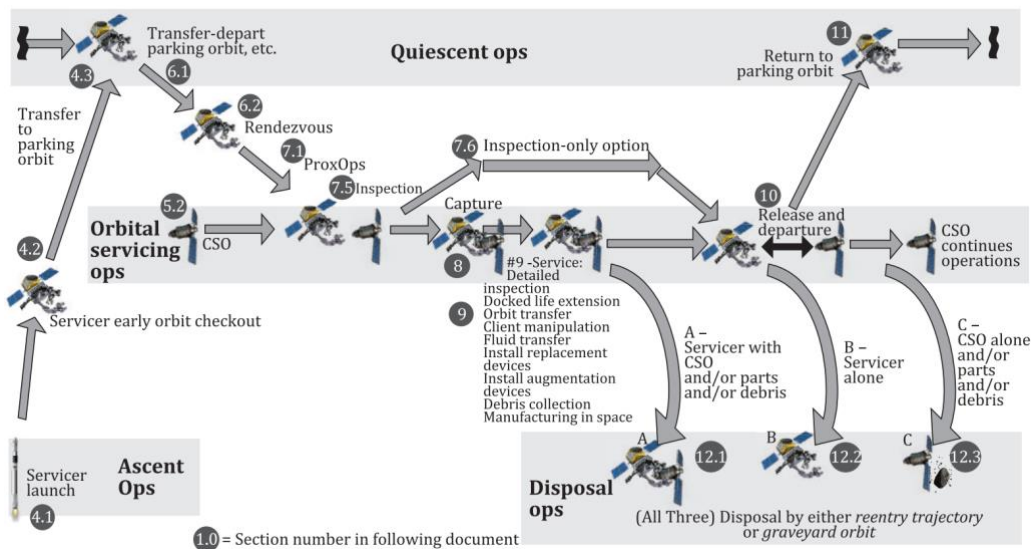 Transfer-depart
parking orbit, etc.
4.3
6.1
Quiescent ops
11
Return to
parking orbit
Transfer
to
parking
orbit
6.2
Rendezvous
7.1
ProxOps
7.5 Inspection
7.6 Inspection-only option
5.2
CSO
Orbital
servicing
ops
Capture
8
10
Release and
departure
CSO
continues
operations
4.2
Servicer early orbit checkout
9
#9 -Service:
Detailed
inspection
Docked life extension
Orbit transfer
Client manipulation
Fluid transfer
Install replacement
devices
Install augmentation
devices
Debris collection
Manufacturing in space
A –
Servicer with
CSO
and/or parts
and/or debris
B –
Servicer
alone
C –
CSO alone
and/or
parts
and/or
debris
Servicer
launch
4.1
Ascent
Ops
Disposal
ops
A
12.1
B
12.2
C
12.3
(All Three) Disposal by either reentry trajectory
or graveyard orbit
1.0 = Section number in following document